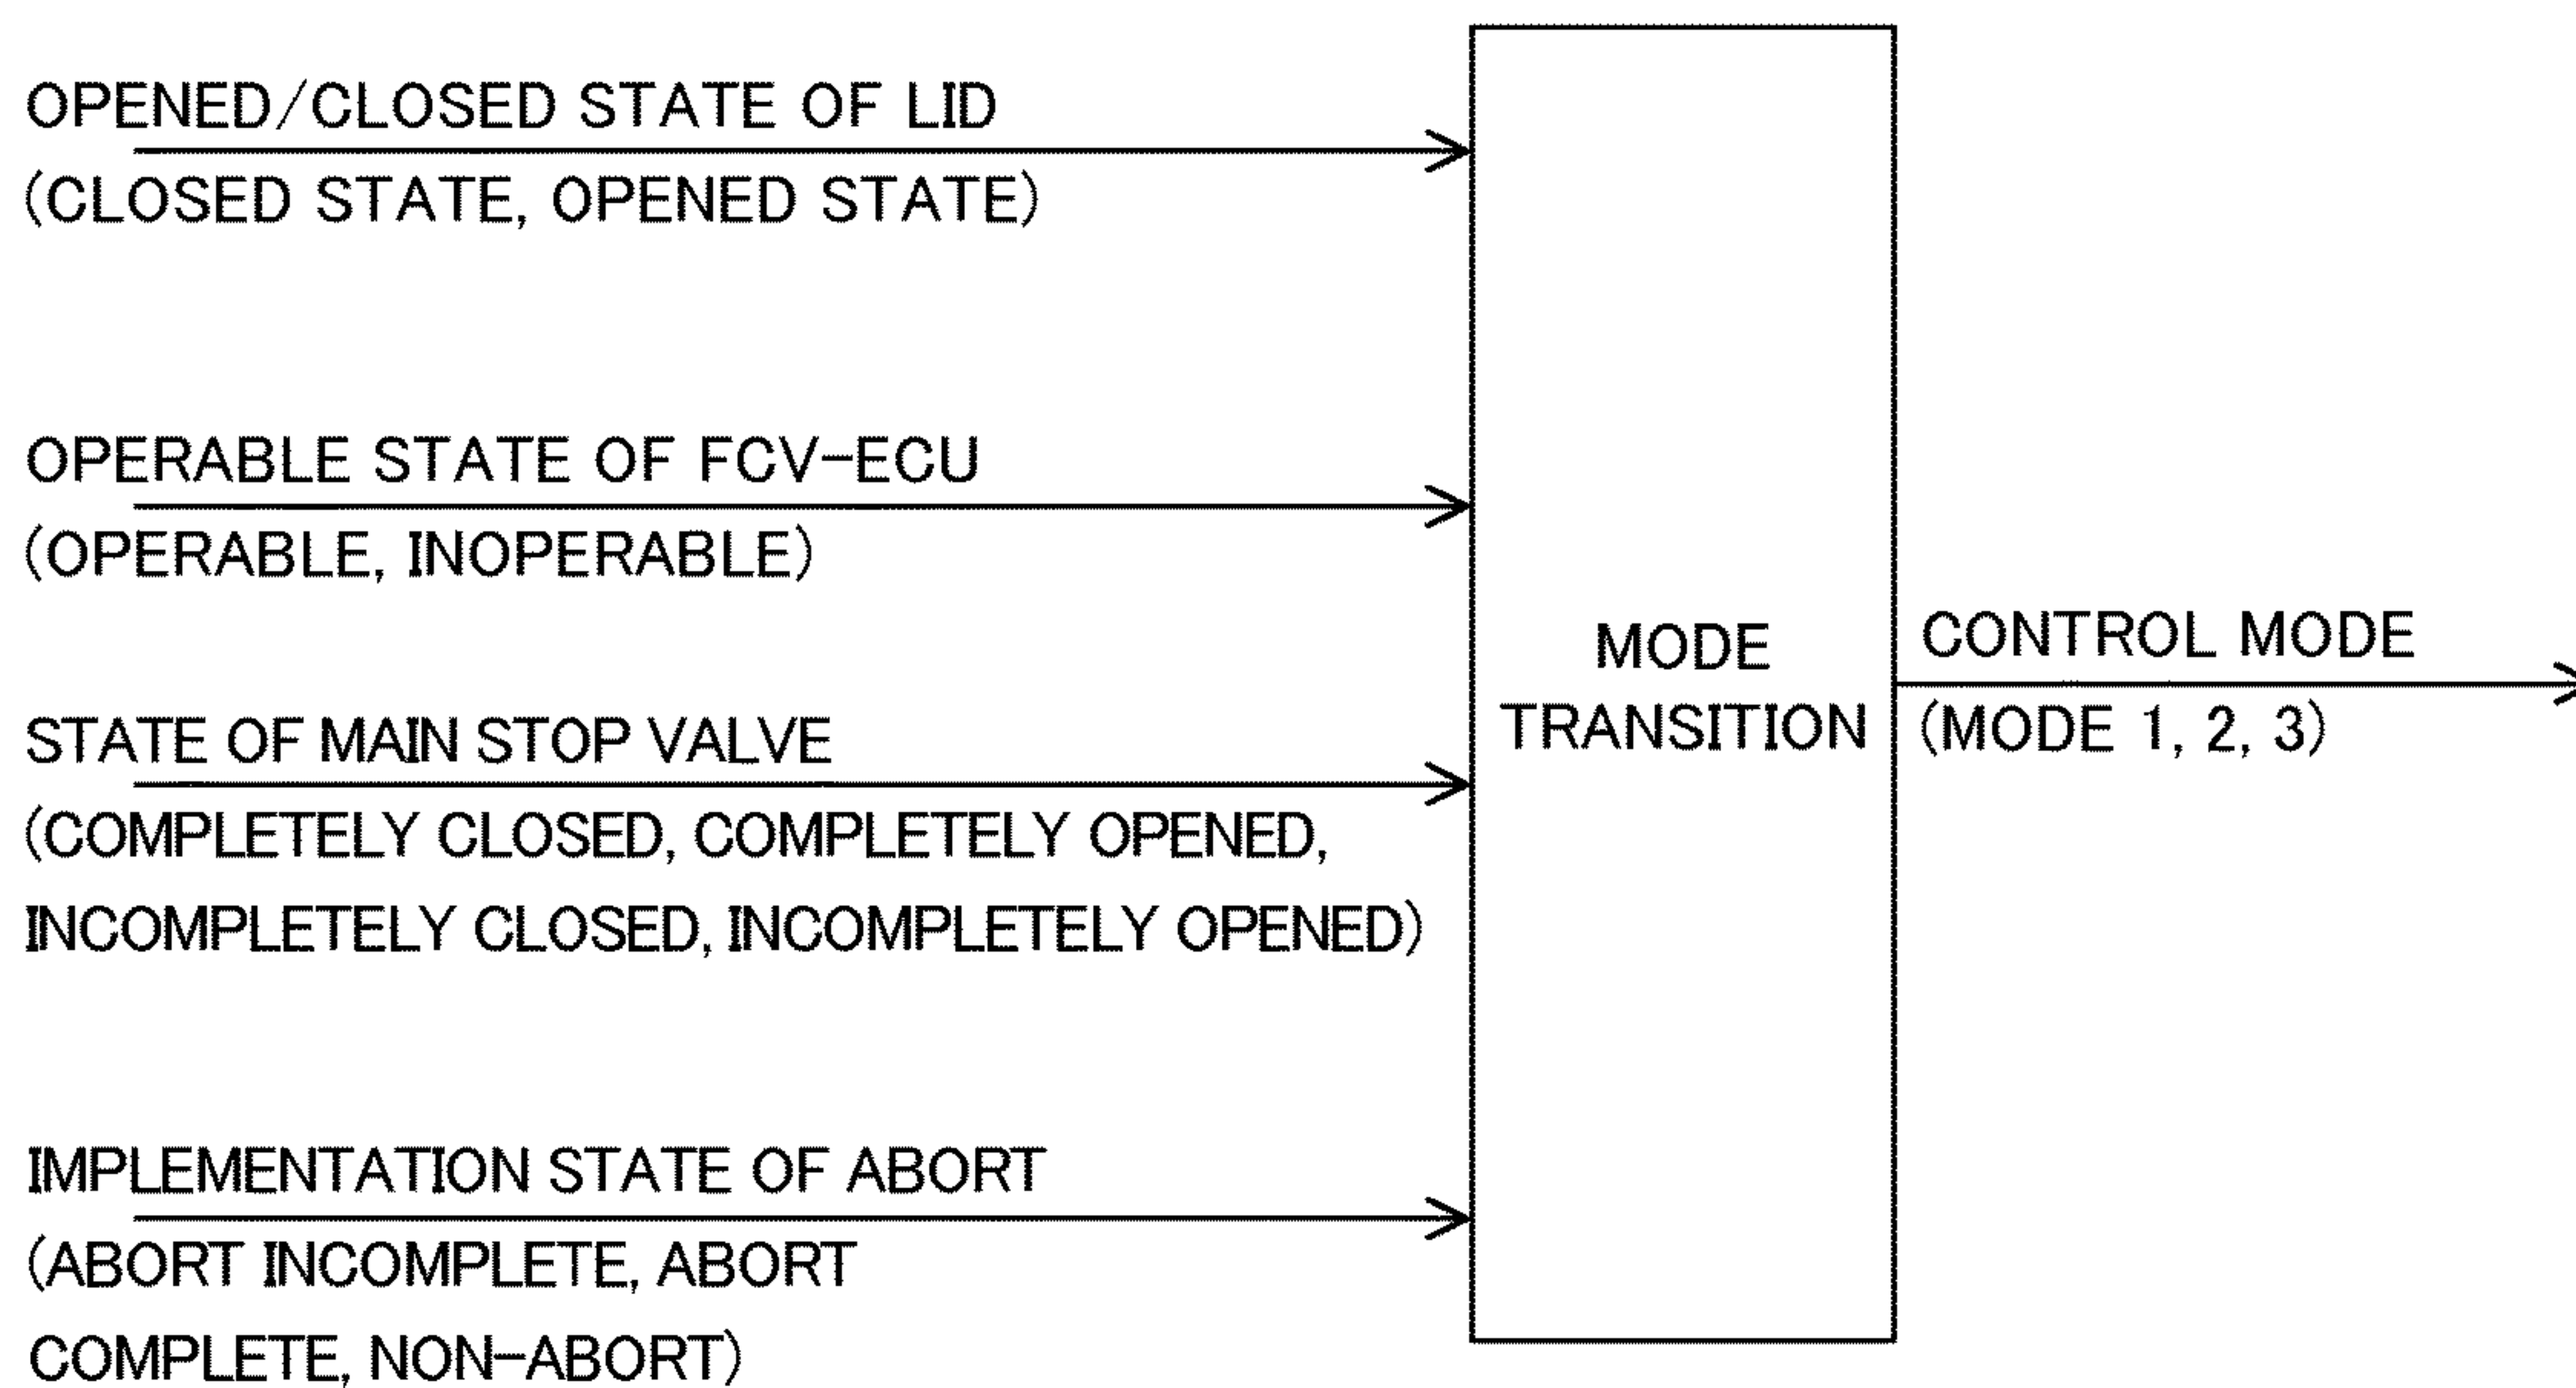 OPENED/CLOSED STATE OF LID
(CLOSED STATE, OPENED STATE)
OPERABLE STATE OF FCV-ECU
(OPERABLE, INOPERABLE)
STATE OF MAIN STOP VALVE
(COMPLETELY CLOSED, COMPLETELY OPENED,
INCOMPLETELY CLOSED, INCOMPLETELY OPENED)
IMPLEMENTATION STATE OF ABORT
(ABORT INCOMPLETE, ABORT
COMPLETE, NON-ABORT)
MODE
TRANSITION
CONTROL MODE
(MODE 1, 2, 3)